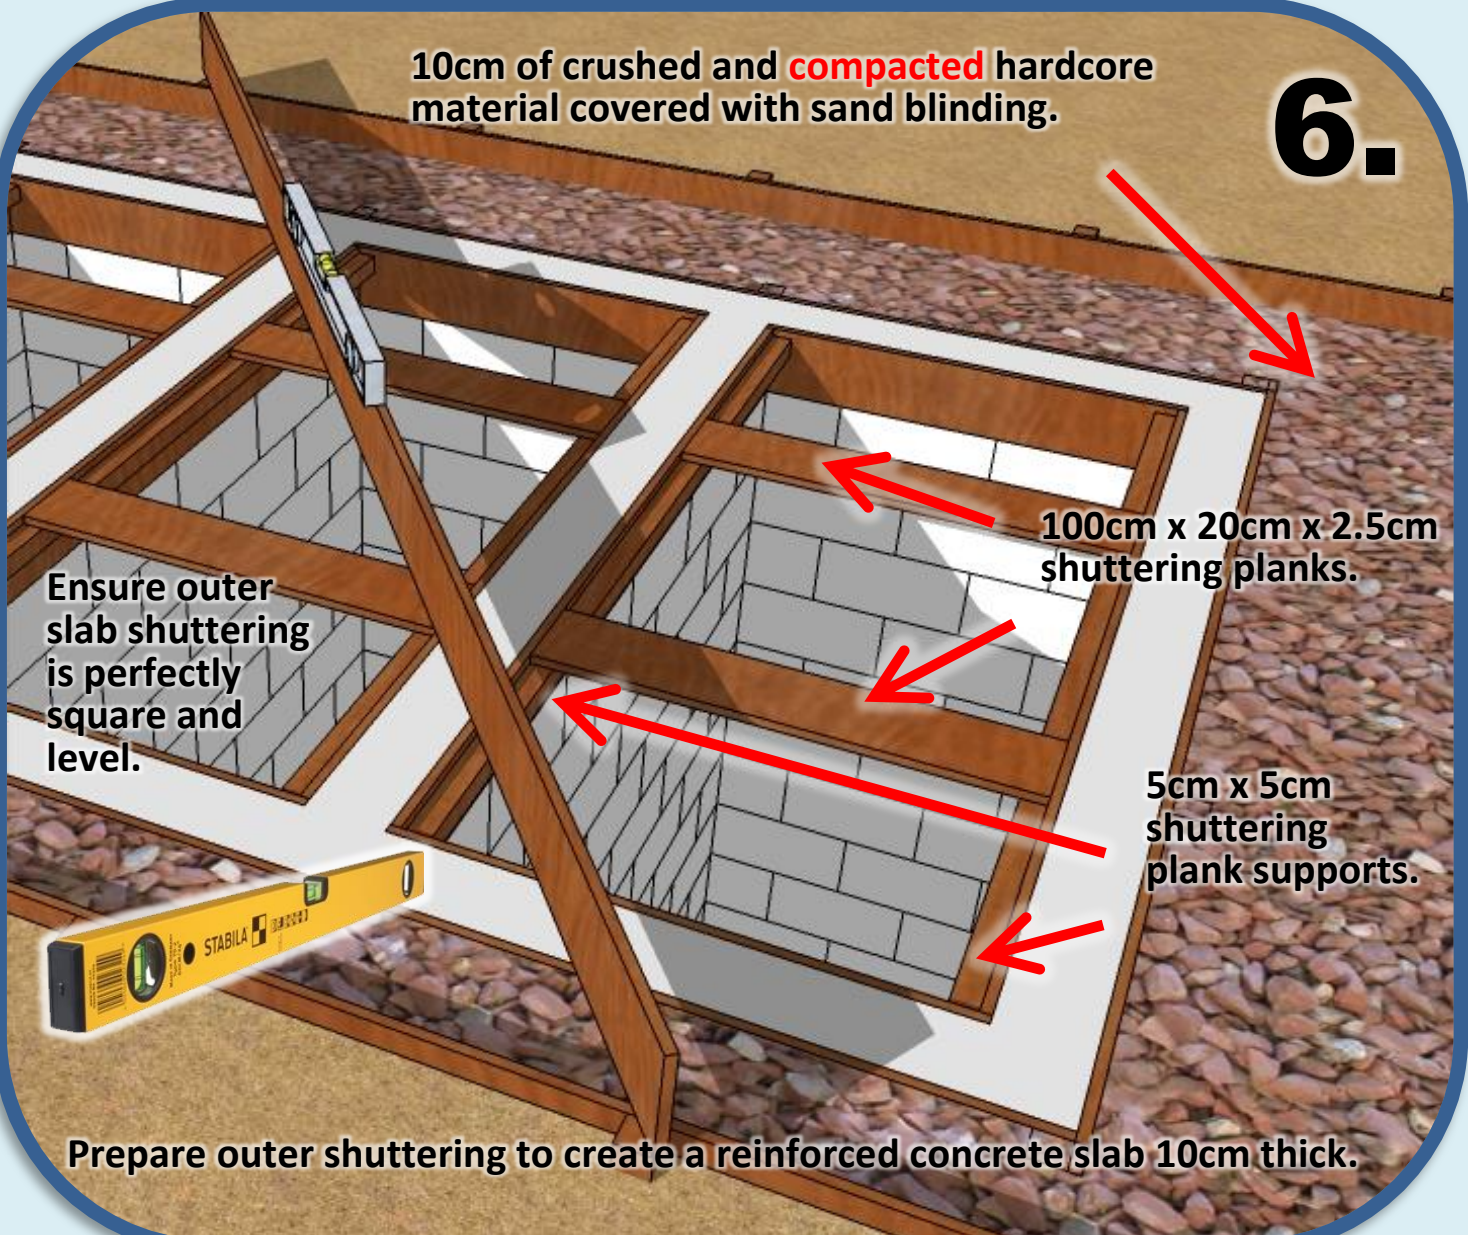 10cm of crushed and compacted hardcore
material covered with sand blinding.
6.
100cm x 20cm x 2.5cm
shuttering planks.
Ensure outer
slab shuttering
is perfectly
square and
level.
5cm x 5cm
shuttering
plank supports.
STABILA
Prepare outer shuttering to create a reinforced concrete slab 10cm thick.